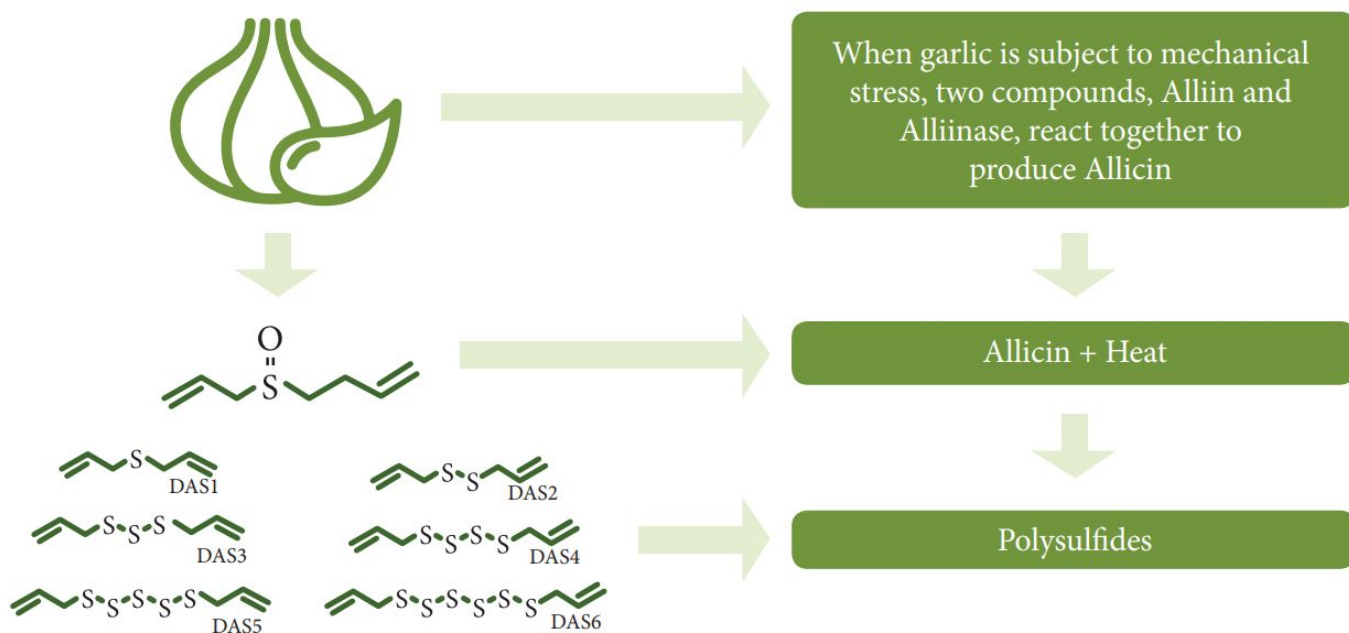 When garlic is subject to mechanical
stress, two compounds, Alliin and
Alliinase, react together to
produce Allicin
O
S
Allicin + Heat
S
DAS1
S S
DAS2
S S S
DAS3
S S S S
DAS4
Polysulfides
S S S S S
DAS5
S S S S S S
DAS6